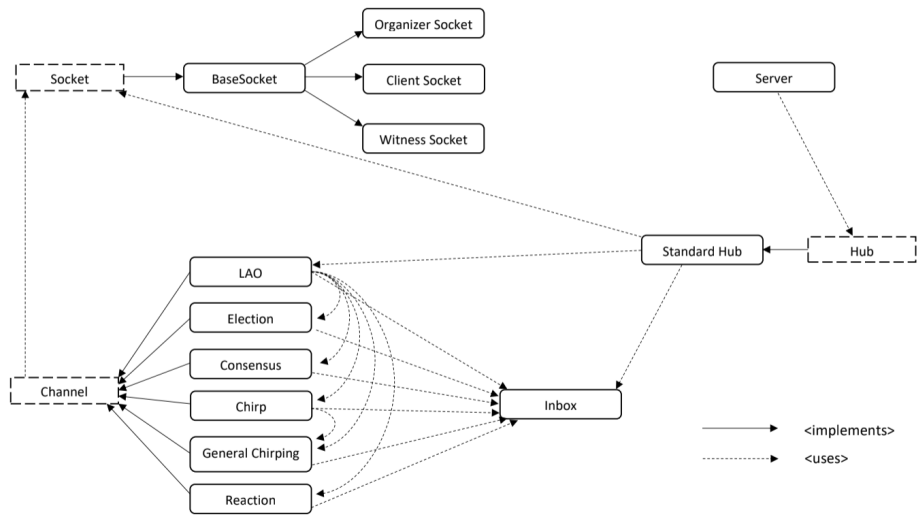 Organizer Socket
Socket
BaseSocket
Client Socket
Server
Witness Socket
Standard Hub
Hub
LAO
Election
Consensus
Channel
Chirp
Inbox
General Chirping
Reaction
<implements>
<uses>